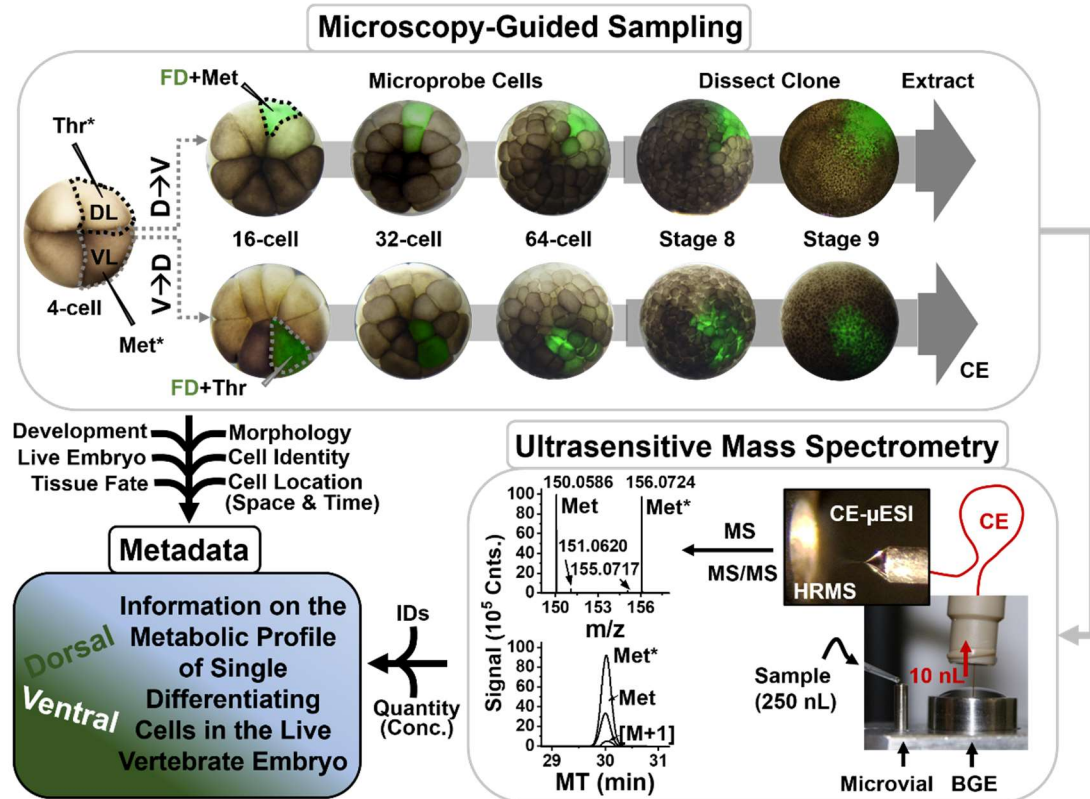 Microscopy-Guided Sampling
FD+Met
Microprobe Cells
Dissect Clone
Extract
Thr*
DL
VL
4-cell
Met*
D→V
V→D
16-cell
32-cell
64-cell
Stage 8
Stage 9
FD+Thr
CE
Development
Live Embryo
Tissue Fate
Morphology
Cell Identity
Cell Location
(Space & Time)
Metadata
Dorsal
Ventral
Information on the
Metabolic Profile
of Single
Differentiating
Cells in the Live
Vertebrate Embryo
IDs
Quantity
(Conc.)
Ultrasensitive Mass Spectrometry
Signal (10⁵ Cnts.)
100
80
60
40
20
0
150.0586
156.0724
Met
Met*
151.0620
155.0717
150
153
156
m/z
100
80
60
40
20
0
Met*
Met
[M+1]
29
30
31
MT (min)
MS
MS/MS
CE-µESI
HRMS
CE
Sample
(250 nL)
10 nL
Microvial
BGE